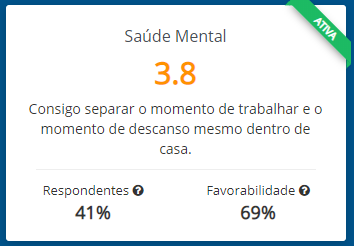 ATIVA
Saúde Mental
3.8
Consigo separar o momento de trabalhar e o
momento de descanso mesmo dentro de
casa.
Respondentes ?
Favorabilidade ?
41%
69%